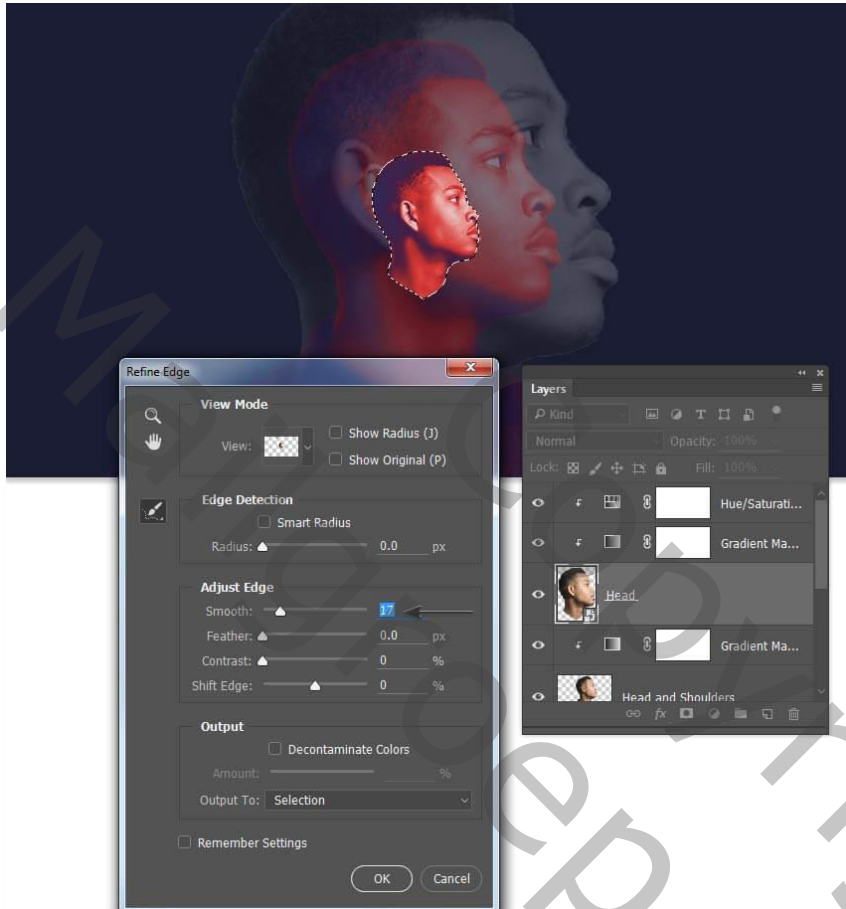 Refine Edge
View Mode
View:
Show Radius (J)
Show Original (P)
Edge Detection
Smart Radius
Radius: 0.0 px
Adjust Edge
Smooth: 17
Feather: 0.0 px
Contrast: 0 %
Shift Edge: 0 %
Output
Decontaminate Colors
Amount: %
Output To: Selection
Remember Settings
OK Cancel
Layers
Kind
Normal Opacity: 100%
Lock: Fill: 100%
Hue/Saturati...
Gradient Ma...
Head
Gradient Ma...
Head and Shoulders